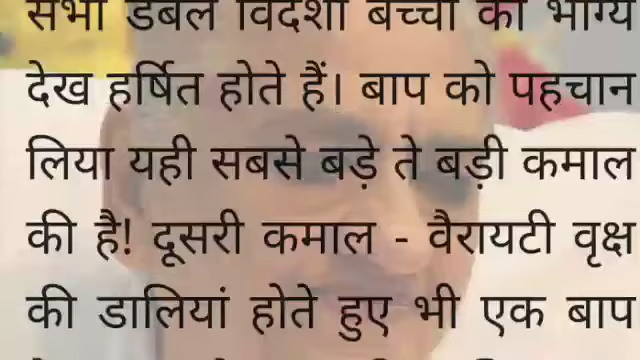 सभी डबल विदेशी बच्चों का भाग्य
देख हर्षित होते हैं। बाप को पहचान
लिया यही सबसे बड़े ते बड़ी कमाल
की है! दूसरी कमाल - वैरायटी वृक्ष
की डालियां होते हुए भी एक बाप